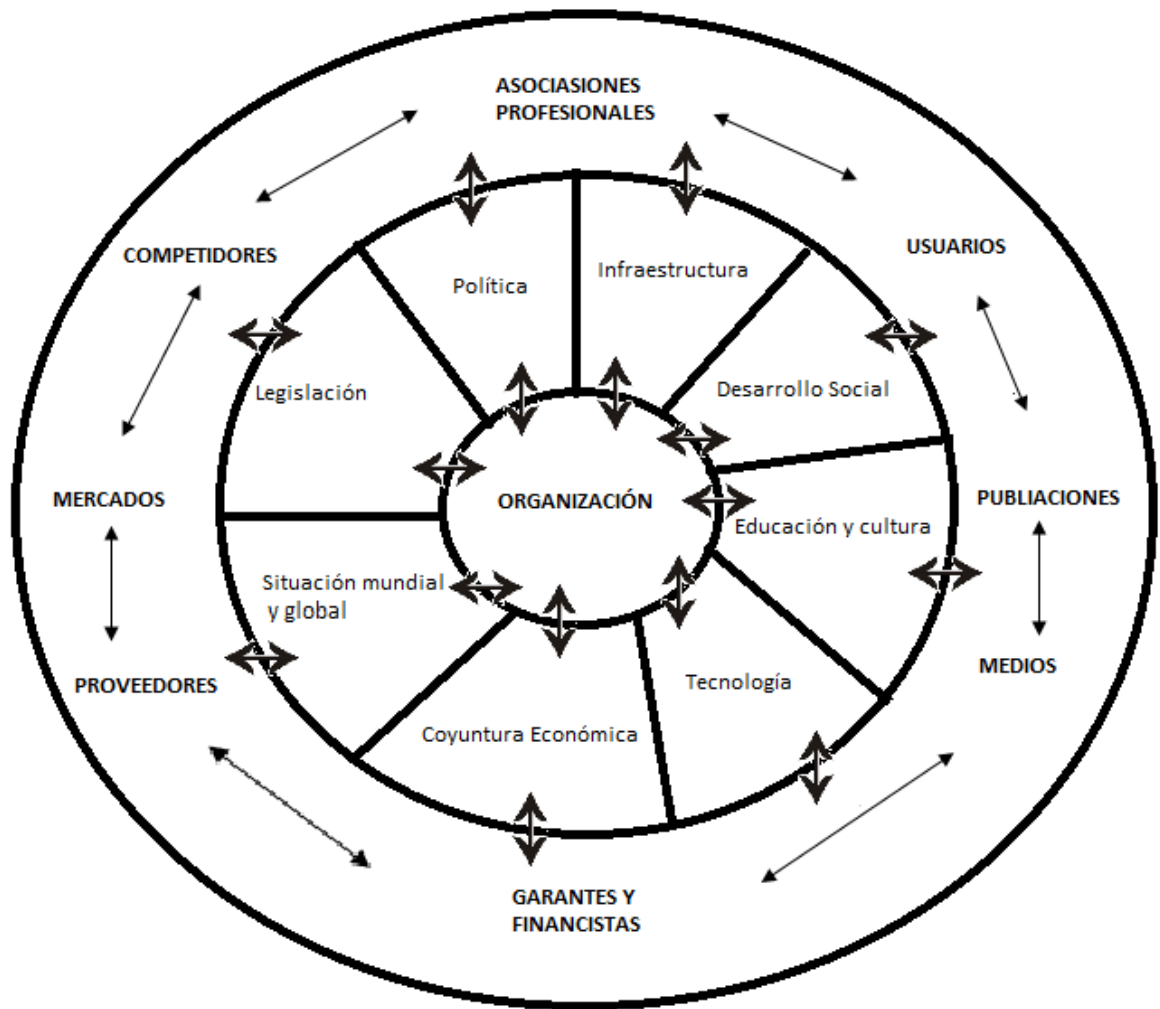 ASOCIASIONES
PROFESIONALES
COMPETIDORES
USUARIOS
Política
Infraestructura
Legislación
Desarrollo Social
MERCADOS
ORGANIZACIÓN
PUBLIACIONES
Educación y cultura
Situación mundial
y global
PROVEEDORES
MEDIOS
Tecnología
Coyuntura Económica
GARANTES Y
FINANCISTAS